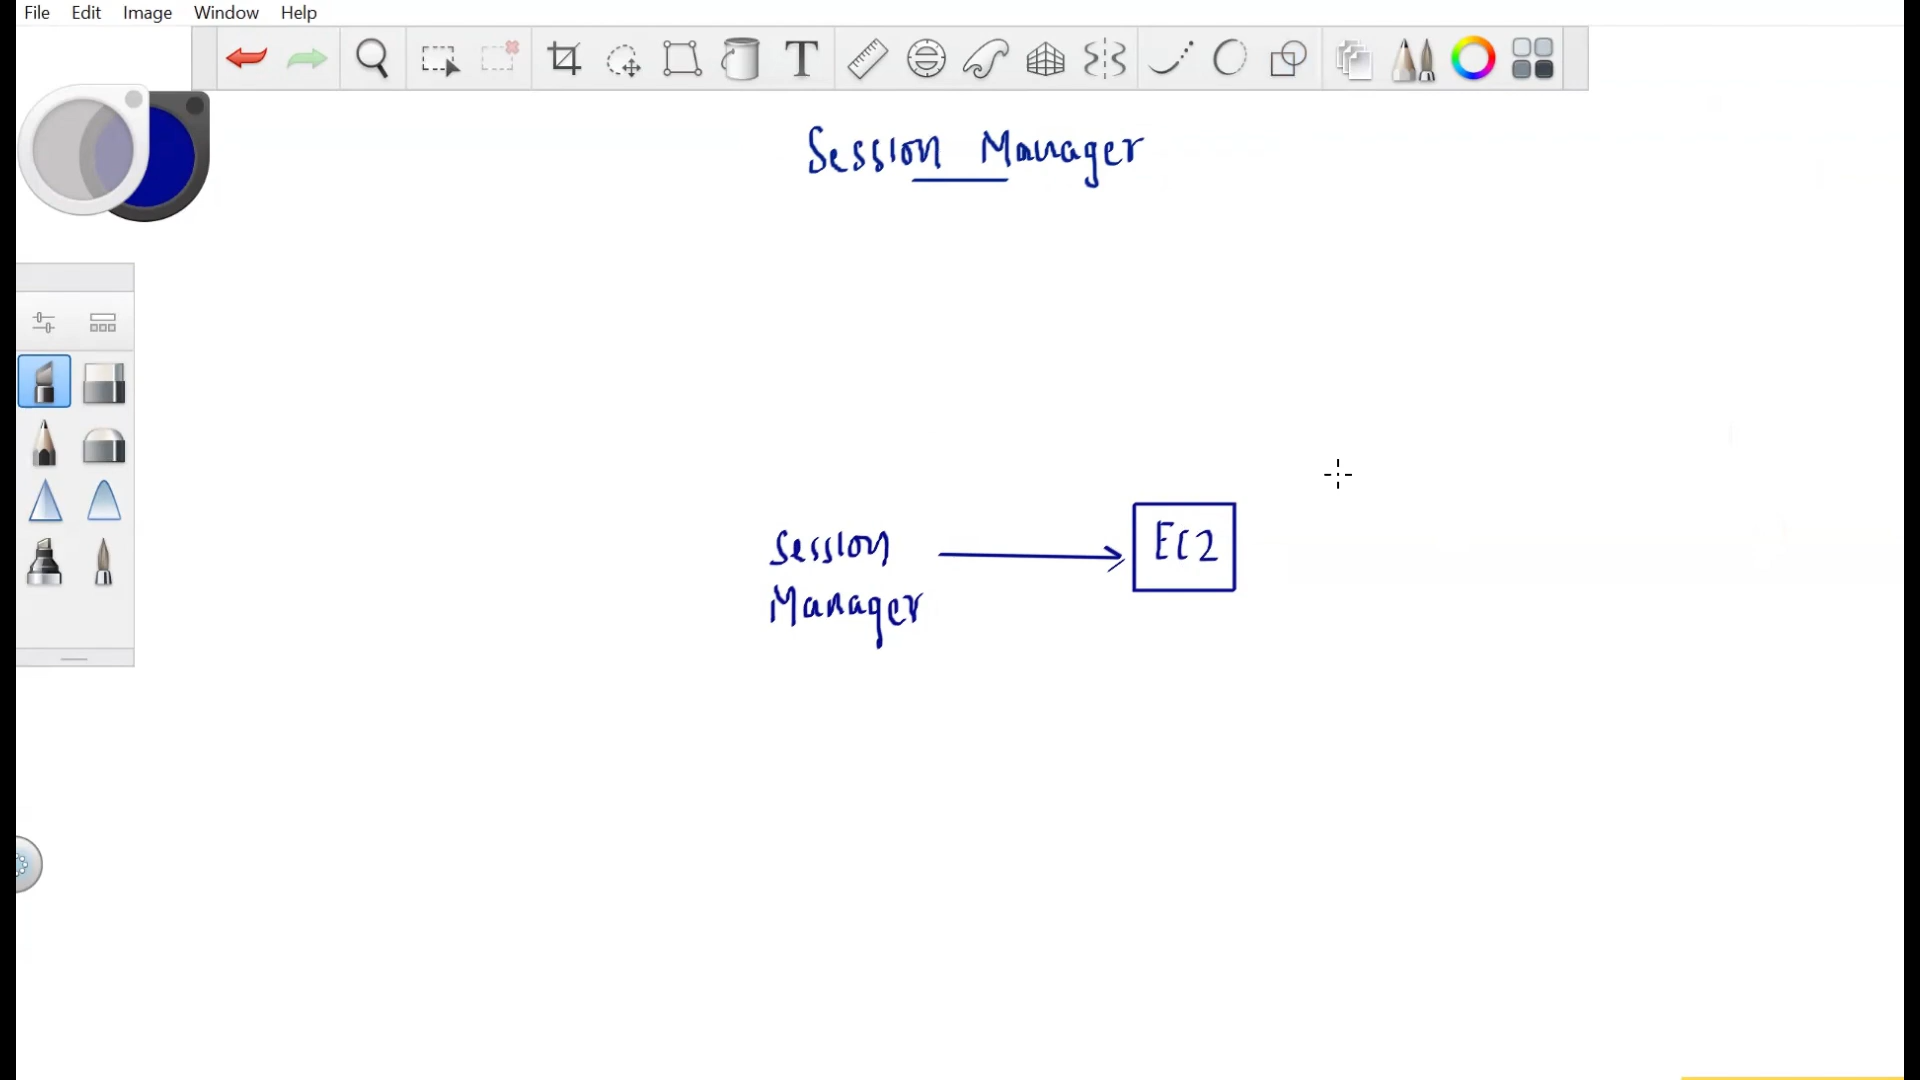 File Edit Image Window Help
T
Session Manager
Session
Manager
EC2